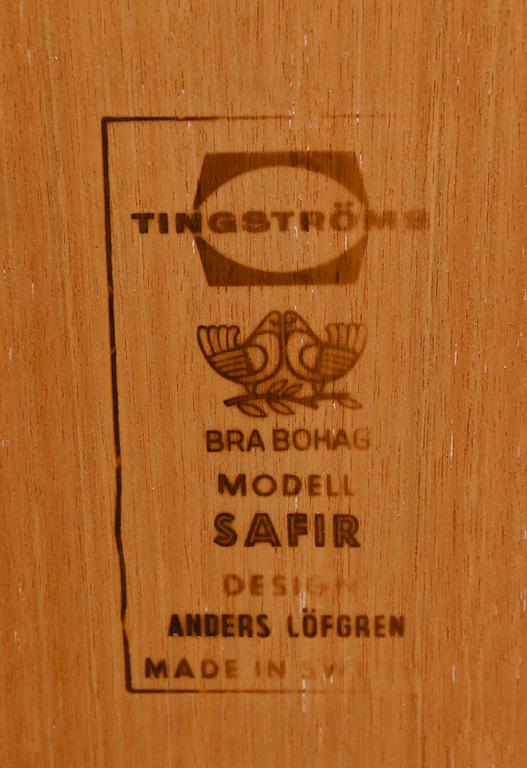 TINGSTRÖMS
BRA BOHAG
MODELL
SAFIR
DESIGN
ANDERS LÖFGREN
MADE IN